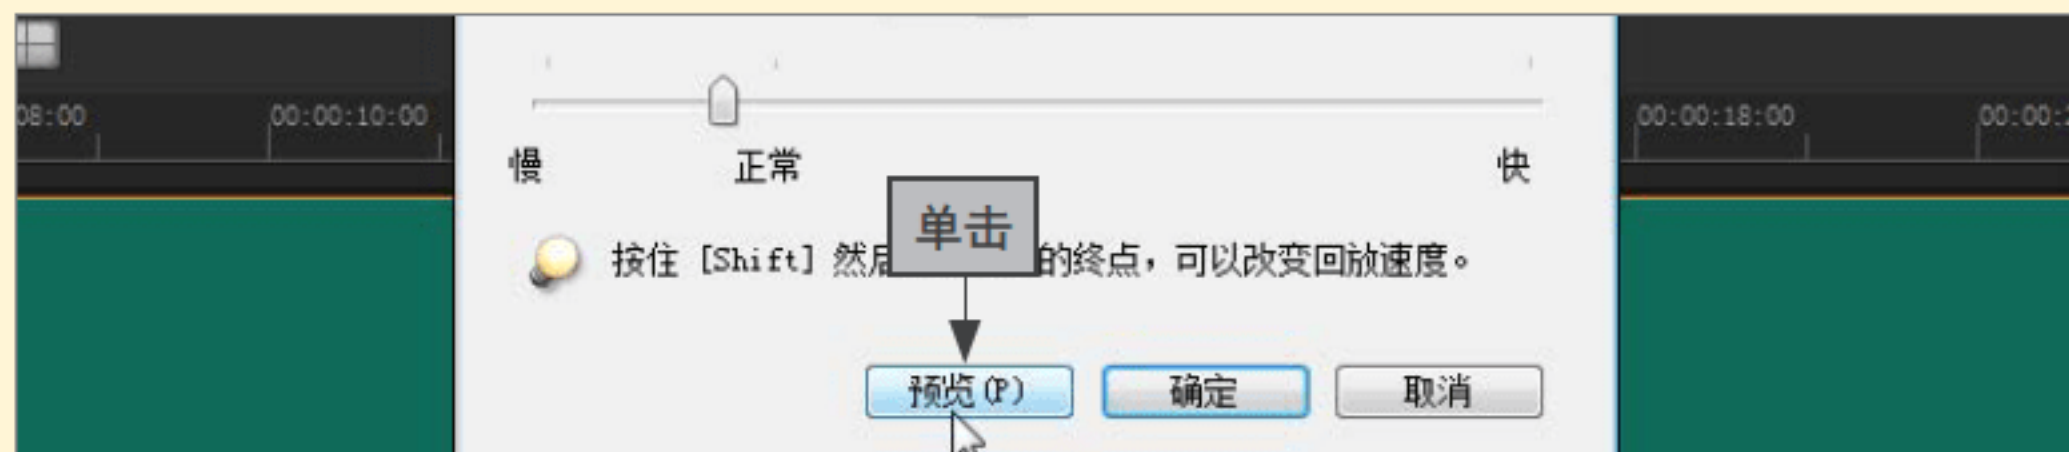 08:00 00:00:10:00 00:00:18:00 00:00:
慢 正常 快
单击
按住 [Shift] 然后 的终点，可以改变回放速度。
预览(P) 确定 取消